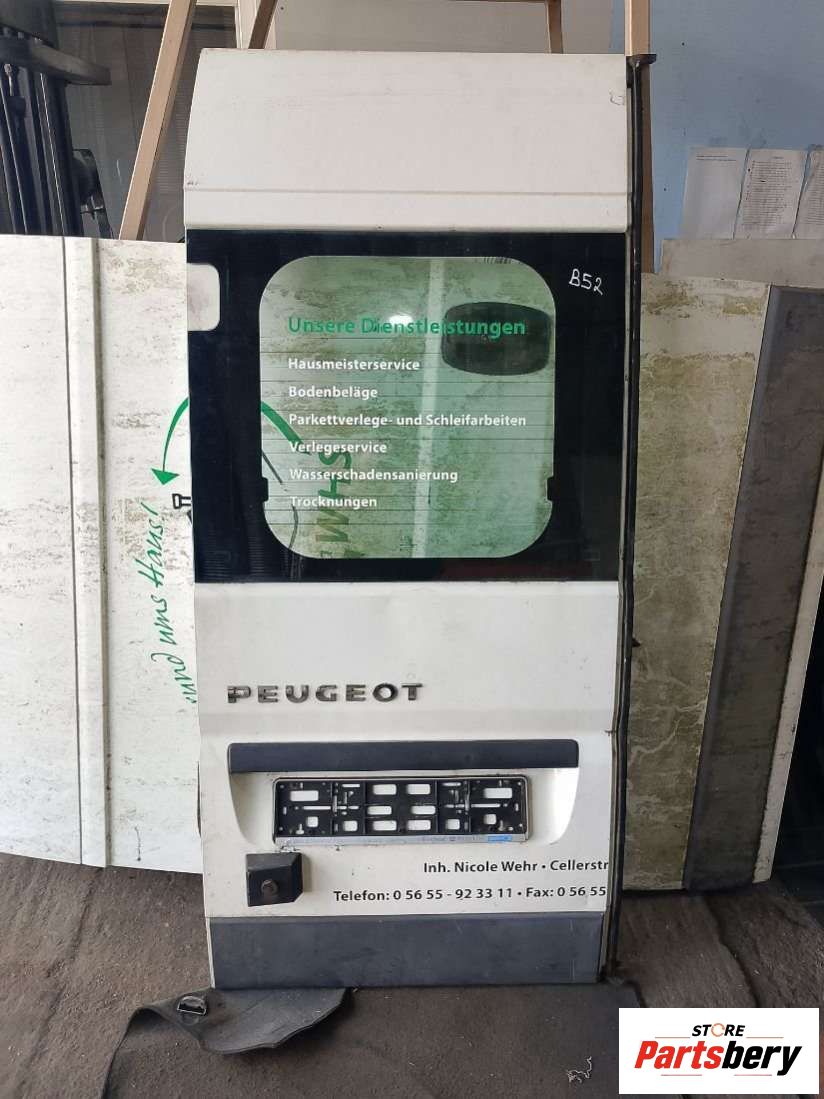 B52
Unsere Dienstleistungen
Hausmeisterservice
Bodenbeläge
Parkettverlege- und Schleifarbeiten
Verlegeservice
Wasserschadensanierung
Trocknungen
rund ums Haus!
PEUGEOT
Inh. Nicole Wehr • Cellerstr
Telefon: 0 56 55 - 92 33 11 • Fax: 0 56 55
STORE
Partsbery